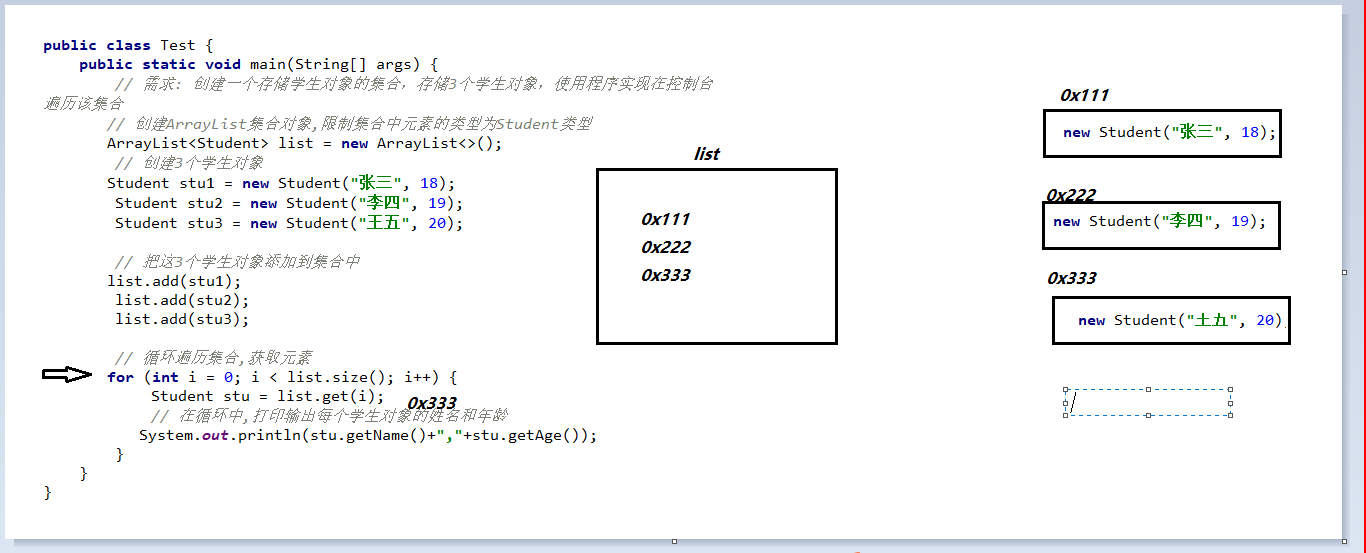 public class Test {
public static void main(String[] args) {
// 需求: 创建一个存储学生对象的集合，存储3个学生对象，使用程序实现在控制台
遍历该集合
// 创建ArrayList集合对象,限制集合中元素的类型为Student类型
ArrayList<Student> list = new ArrayList<>();
// 创建3个学生对象
Student stu1 = new Student("张三", 18);
Student stu2 = new Student("李四", 19);
Student stu3 = new Student("王五", 20);
// 把这3个学生对象添加到集合中
list.add(stu1);
list.add(stu2);
list.add(stu3);
// 循环遍历集合,获取元素
for (int i = 0; i < list.size(); i++) {
Student stu = list.get(i);
0x333
// 在循环中,打印输出每个学生对象的姓名和年龄
System.out.println(stu.getName()+","+stu.getAge());
}
}
}
list
0x111
0x222
0x333
0x111
new Student("张三", 18);
0x222
new Student("李四", 19);
0x333
new Student("王五", 20)